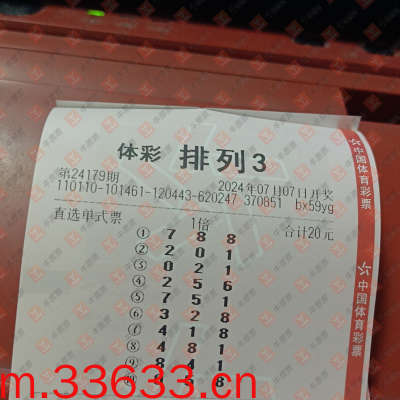 体彩 排列3
第24179期 2024年07月07日开奖
110110-101461-120443-620247 370851 bx59yg
直选单式票 1倍 合计20元
① 7 8 8
② 2 0 1
③ 0 2 1
④ 2 5 6
⑤ 7 5 1
⑥ 3 2 8
4 1 8
8 4 1
⑨ 8 4 1
5 8
中国体育彩票
中国体育彩票
m.33633.cn